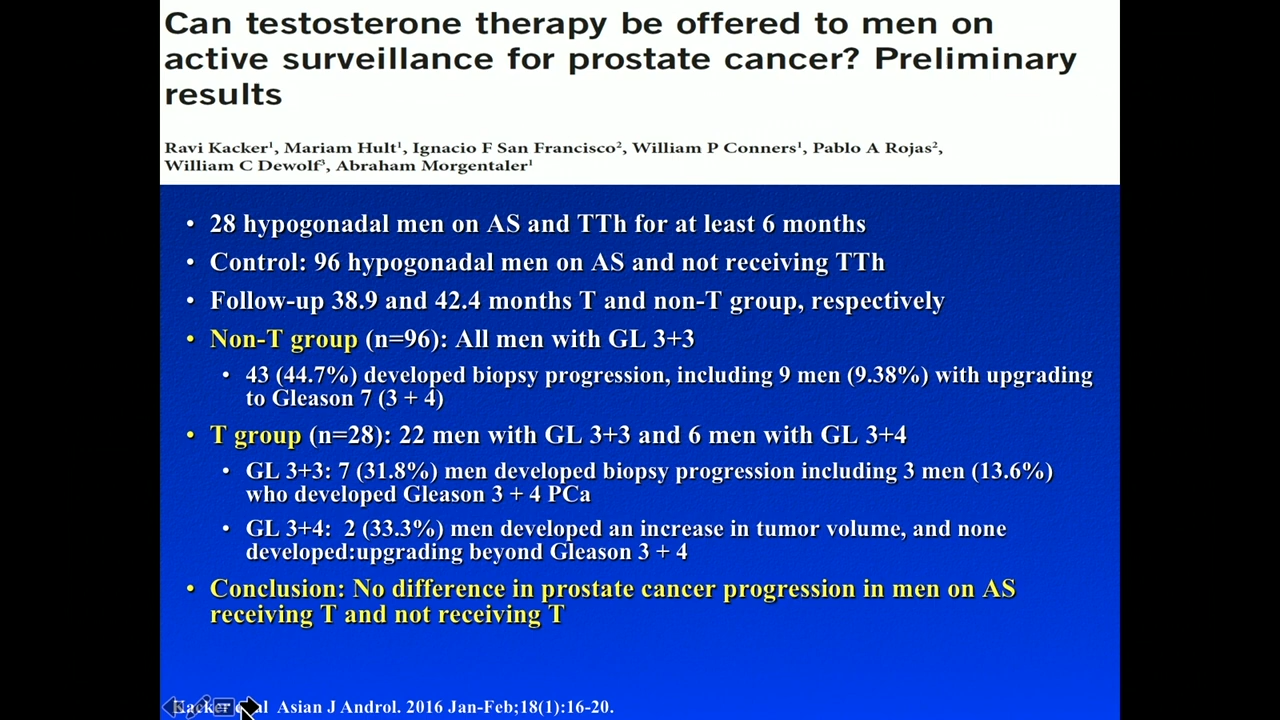 Can testosterone therapy be offered to men on
active surveillance for prostate cancer? Preliminary
results
Ravi Kacker¹, Mariam Hult¹, Ignacio F San Francisco², William P Conners¹, Pablo A Rojas²,
William C Dewolf³, Abraham Morgentaler¹
• 28 hypogonadal men on AS and TTh for at least 6 months
• Control: 96 hypogonadal men on AS and not receiving TTh
• Follow-up 38.9 and 42.4 months T and non-T group, respectively
• Non-T group (n=96): All men with GL 3+3
• 43 (44.7%) developed biopsy progression, including 9 men (9.38%) with upgrading
to Gleason 7 (3 + 4)
• T group (n=28): 22 men with GL 3+3 and 6 men with GL 3+4
• GL 3+3: 7 (31.8%) men developed biopsy progression including 3 men (13.6%)
who developed Gleason 3 + 4 PCa
• GL 3+4: 2 (33.3%) men developed an increase in tumor volume, and none
developed:upgrading beyond Gleason 3 + 4
• Conclusion: No difference in prostate cancer progression in men on AS
receiving T and not receiving T
Kacker Asian J Androl. 2016 Jan-Feb;18(1):16-20.